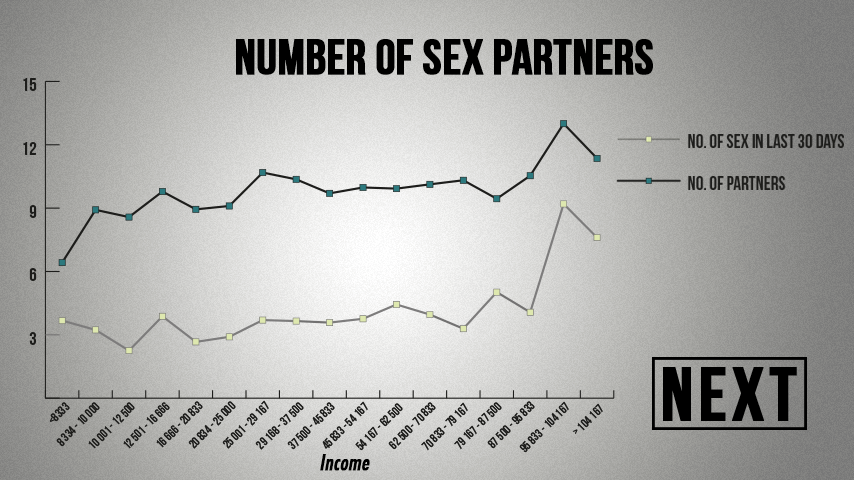 NUMBER OF SEX PARTNERS
15
12
9
6
3
NO. OF SEX IN LAST 30 DAYS
NO. OF PARTNERS
<8333
8 334 - 10 000
10 001 - 12 500
12 501 - 16 666
16 666 - 20 833
20 834 - 25 000
25 001 - 29 167
29 168 - 37 500
37 500 - 45 833
45 833 - 54 167
54 167 - 62 500
62 500 - 70 833
70 833 - 79 167
79 167 - 87 500
87 500 - 95 833
95 833 - 104 167
> 104 167
Income
NEXT